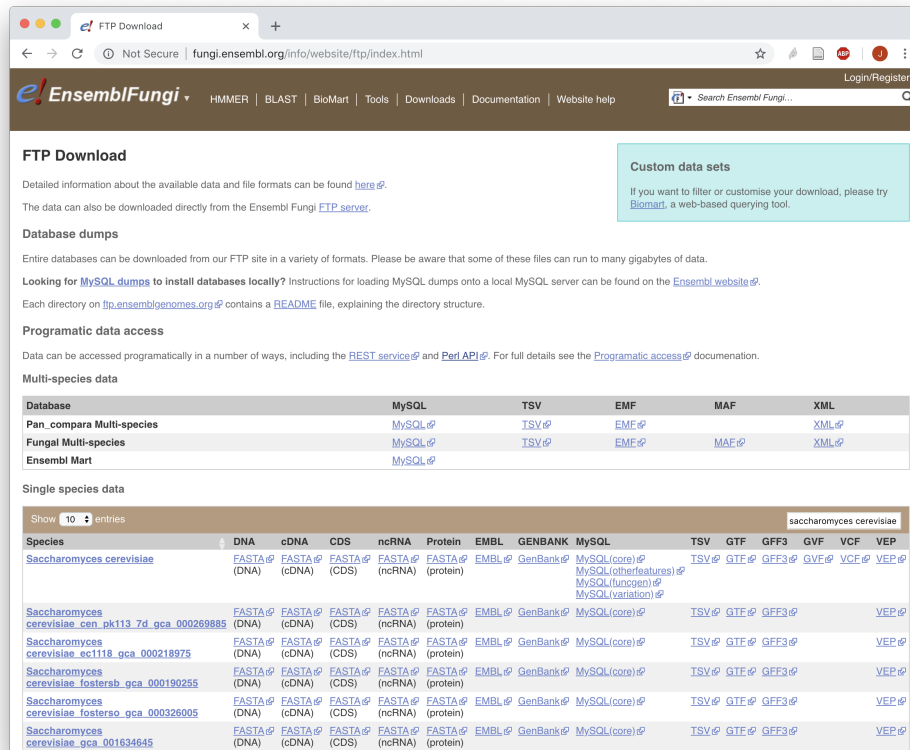 FTP Download
Not Secure | fungi.ensembl.org/info/website/ftp/index.html
ABP
J
Login/Register
e! EnsemblFungi
HMMER | BLAST | BioMart | Tools | Downloads | Documentation | Website help
Search Ensembl Fungi...
FTP Download
Custom data sets
Detailed information about the available data and file formats can be found here.
If you want to filter or customise your download, please try
Biomart, a web-based querying tool.
The data can also be downloaded directly from the Ensembl Fungi FTP server.
Database dumps
Entire databases can be downloaded from our FTP site in a variety of formats. Please be aware that some of these files can run to many gigabytes of data.
Looking for MySQL dumps to install databases locally? Instructions for loading MySQL dumps onto a local MySQL server can be found on the Ensembl website.
Each directory on ftp.ensemblgenomes.org contains a README file, explaining the directory structure.
Programatic data access
Data can be accessed programatically in a number of ways, including the REST service and Perl API. For full details see the Programatic access documenation.
Multi-species data
Database MySQL TSV EMF MAF XML
Pan_compara Multi-species MySQL TSV EMF XML
Fungal Multi-species MySQL TSV EMF MAF XML
Ensembl Mart MySQL
Single species data
Show 10 entries saccharomyces cerevisiae
Species DNA cDNA CDS ncRNA Protein EMBL GENBANK MySQL TSV GTF GFF3 GVF VCF VEP
Saccharomyces cerevisiae FASTA FASTA FASTA FASTA FASTA EMBL GenBank MySQL(core) TSV GTF GFF3 GVF VCF VEP
(DNA) (cDNA) (CDS) (ncRNA) (protein) MySQL(otherfeatures)
MySQL(funcgen)
MySQL(variation)
Saccharomyces FASTA FASTA FASTA FASTA FASTA EMBL GenBank MySQL(core) TSV GTF GFF3 VEP
cerevisiae_cen_pk113_7d_gca_000269885 (DNA) (cDNA) (CDS) (ncRNA) (protein)
Saccharomyces FASTA FASTA FASTA FASTA FASTA EMBL GenBank MySQL(core) TSV GTF GFF3 VEP
cerevisiae_ec1118_gca_000218975 (DNA) (cDNA) (CDS) (ncRNA) (protein)
Saccharomyces FASTA FASTA FASTA FASTA FASTA EMBL GenBank MySQL(core) TSV GTF GFF3 VEP
cerevisiae_fostersb_gca_000190255 (DNA) (cDNA) (CDS) (ncRNA) (protein)
Saccharomyces FASTA FASTA FASTA FASTA FASTA EMBL GenBank MySQL(core) TSV GTF GFF3 VEP
cerevisiae_fosterso_gca_000326005 (DNA) (cDNA) (CDS) (ncRNA) (protein)
Saccharomyces FASTA FASTA FASTA FASTA FASTA EMBL GenBank MySQL(core) TSV GTF GFF3 VEP
cerevisiae_gca_001634645 (DNA) (cDNA) (CDS) (ncRNA) (protein)